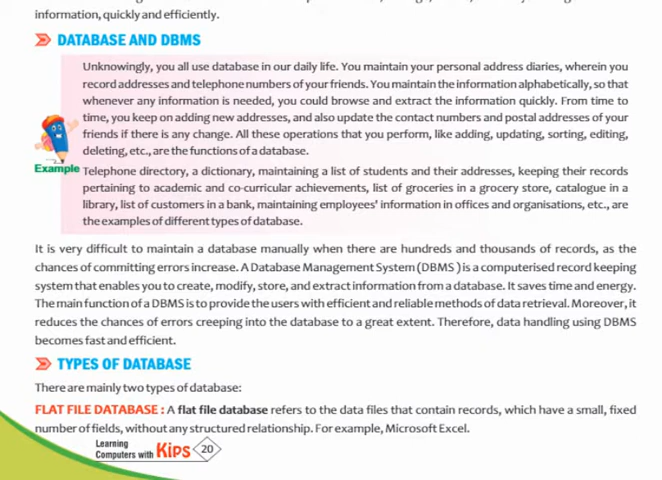 information, quickly and efficiently.
DATABASE AND DBMS
Unknowingly, you all use database in our daily life. You maintain your personal address diaries, wherein you
record addresses and telephone numbers of your friends. You maintain the information alphabetically, so that
whenever any information is needed, you could browse and extract the information quickly. From time to
time, you keep on adding new addresses, and also update the contact numbers and postal addresses of your
friends if there is any change. All these operations that you perform, like adding, updating, sorting, editing,
deleting, etc., are the functions of a database.
Example
Telephone directory, a dictionary, maintaining a list of students and their addresses, keeping their records
pertaining to academic and co-curricular achievements, list of groceries in a grocery store, catalogue in a
library, list of customers in a bank, maintaining employees' information in offices and organisations, etc., are
the examples of different types of database.
It is very difficult to maintain a database manually when there are hundreds and thousands of records, as the
chances of committing errors increase. A Database Management System (DBMS ) is a computerised record keeping
system that enables you to create, modify, store, and extract information from a database. It saves time and energy.
The main function of a DBMS is to provide the users with efficient and reliable methods of data retrieval. Moreover, it
reduces the chances of errors creeping into the database to a great extent. Therefore, data handling using DBMS
becomes fast and efficient.
TYPES OF DATABASE
There are mainly two types of database:
FLAT FILE DATABASE : A flat file database refers to the data files that contain records, which have a small, fixed
number of fields, without any structured relationship. For example, Microsoft Excel.
Learning
Computers with Kips 20